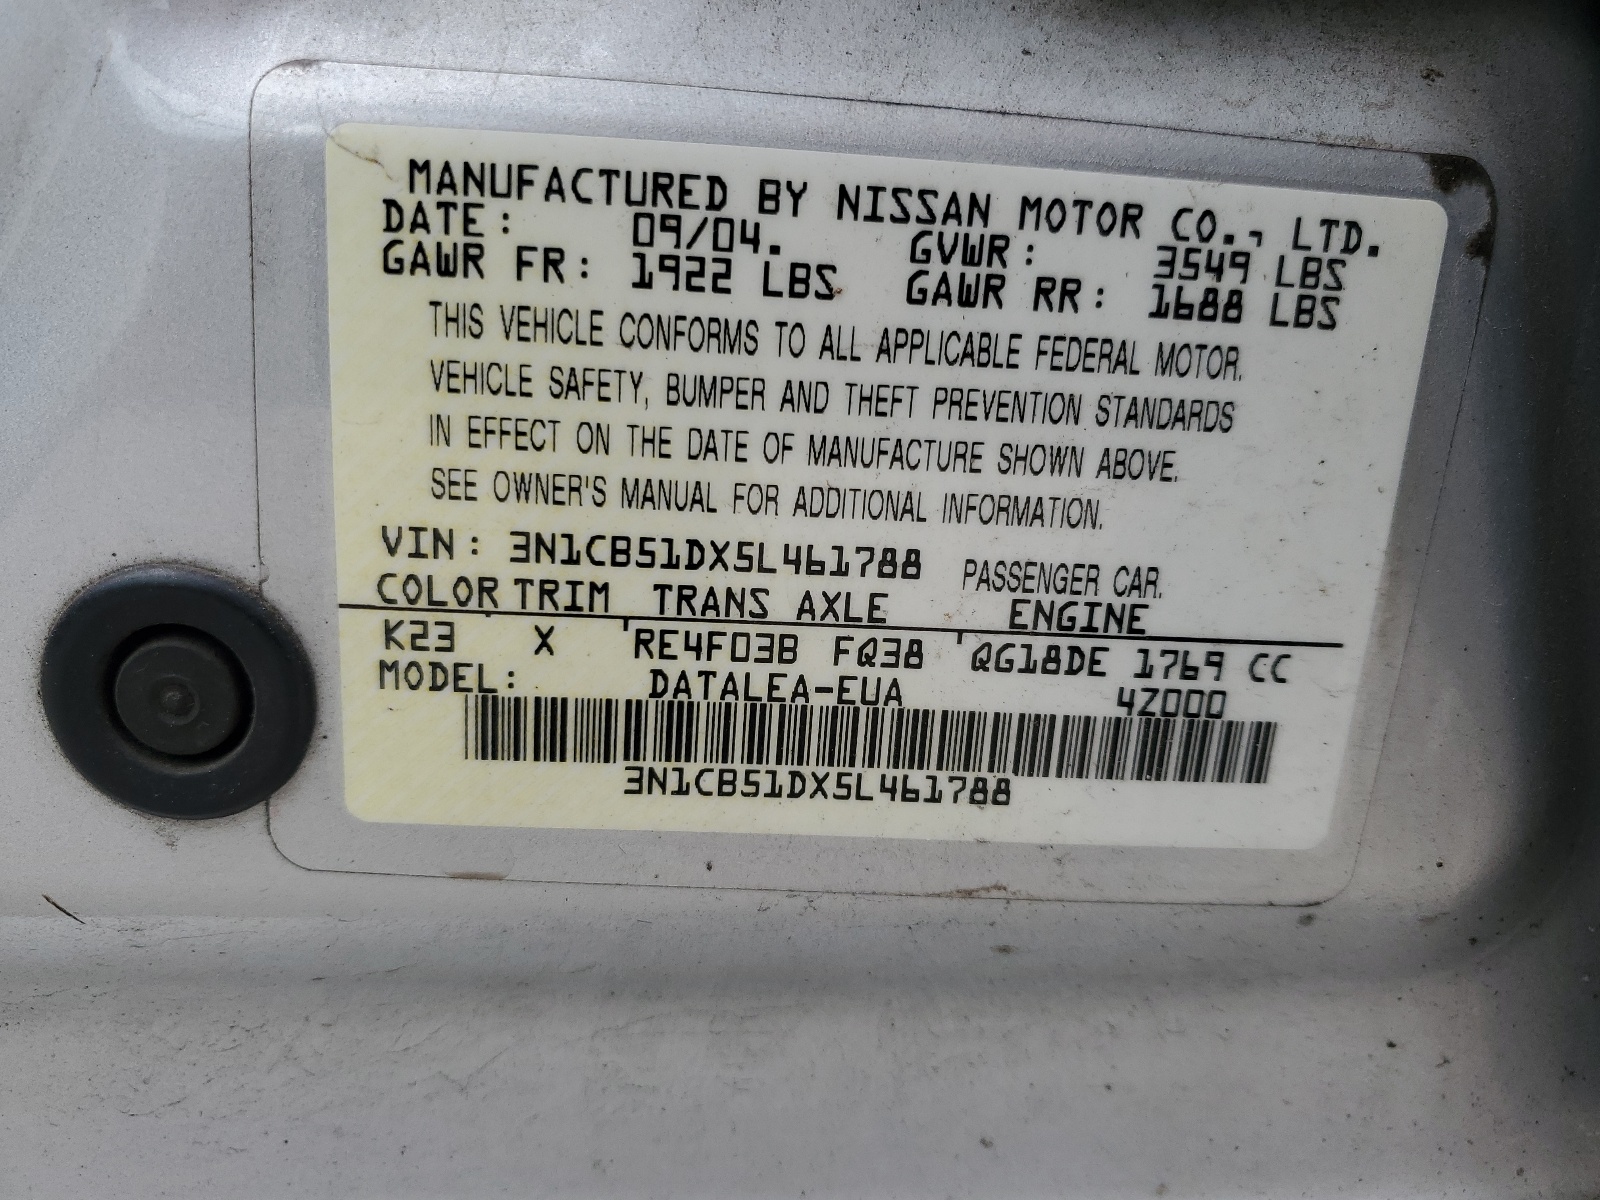 MANUFACTURED BY NISSAN MOTOR CO., LTD.
DATE: 09/04. GVWR: 3549 LBS
GAWR FR: 1922 LBS GAWR RR: 1688 LBS
THIS VEHICLE CONFORMS TO ALL APPLICABLE FEDERAL MOTOR.
VEHICLE SAFETY, BUMPER AND THEFT PREVENTION STANDARDS
IN EFFECT ON THE DATE OF MANUFACTURE SHOWN ABOVE.
SEE OWNER'S MANUAL FOR ADDITIONAL INFORMATION.
VIN: 3N1CB51DX5L461788 PASSENGER CAR.
COLOR TRIM TRANS AXLE ENGINE
K23 X RE4F03B FQ38 QG18DE 1769 CC
MODEL: DATALEA-EUA 4Z000
3N1CB51DX5L461788